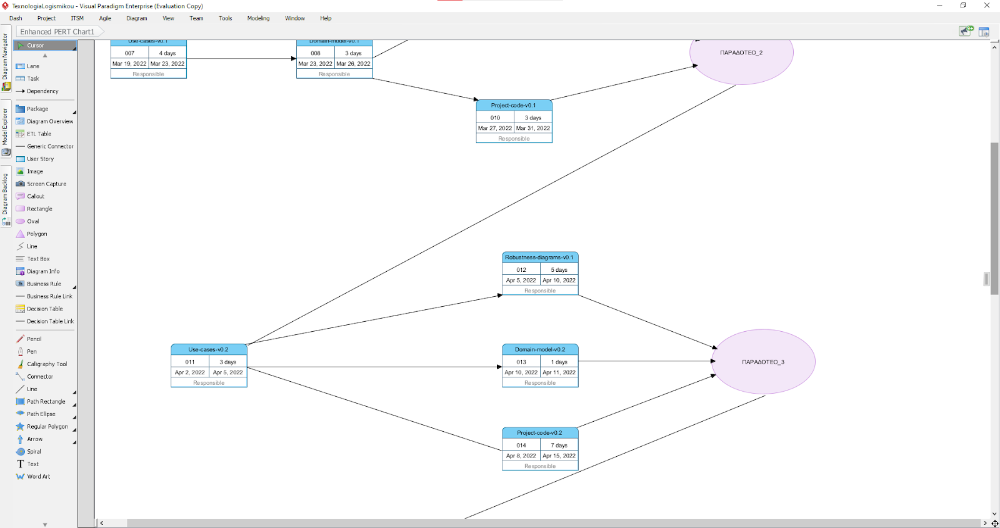 TexnologiaLogismikou - Visual Paradigm Enterprise (Evaluation Copy)
Dash Project ITSM Agile Diagram View Team Tools Modeling Window Help
Enhanced PERT Chart1
9+
Diagram Navigator
Model Explorer
Diagram Backlog
Cursor
Lane
Task
Dependency
Package
Diagram Overview
ETL Table
Generic Connector
User Story
Image
Screen Capture
Callout
Rectangle
Oval
Polygon
Line
Text Box
Diagram Info
Business Rule
Business Rule Link
Decision Table
Decision Table Link
Pencil
Pen
Caligraphy Tool
Connector
Line
Path Rectangle
Path Elipse
Regular Polygon
Arrow
Spiral
Text
Word Art
Use-cases-v0.1
007 4 days
Mar 19, 2022 Mar 23, 2022
Responsible
Domain-model-v0.1
008 3 days
Mar 23, 2022 Mar 26, 2022
Responsible
ΠΑΡΑΔΟΤΕΟ_2
Project-code-v0.1
010 3 days
Mar 27, 2022 Mar 31, 2022
Responsible
Robustness-diagrams-v0.1
012 5 days
Apr 5, 2022 Apr 10, 2022
Responsible
Use-cases-v0.2
011 3 days
Apr 2, 2022 Apr 5, 2022
Responsible
Domain-model-v0.2
013 1 days
Apr 10, 2022 Apr 11, 2022
Responsible
ΠΑΡΑΔΟΤΕΟ_3
Project-code-v0.2
014 7 days
Apr 8, 2022 Apr 15, 2022
Responsible